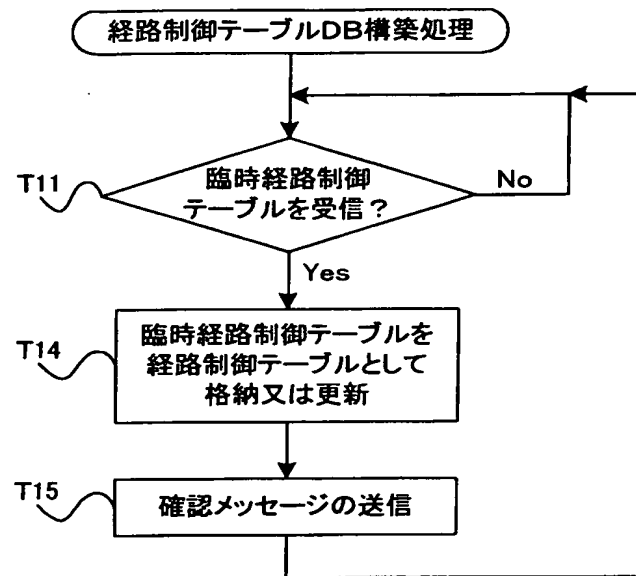 経路制御テーブルDB構築処理
T11
臨時経路制御
テーブルを受信？
No
Yes
T14
臨時経路制御テーブルを
経路制御テーブルとして
格納又は更新
T15
確認メッセージの送信